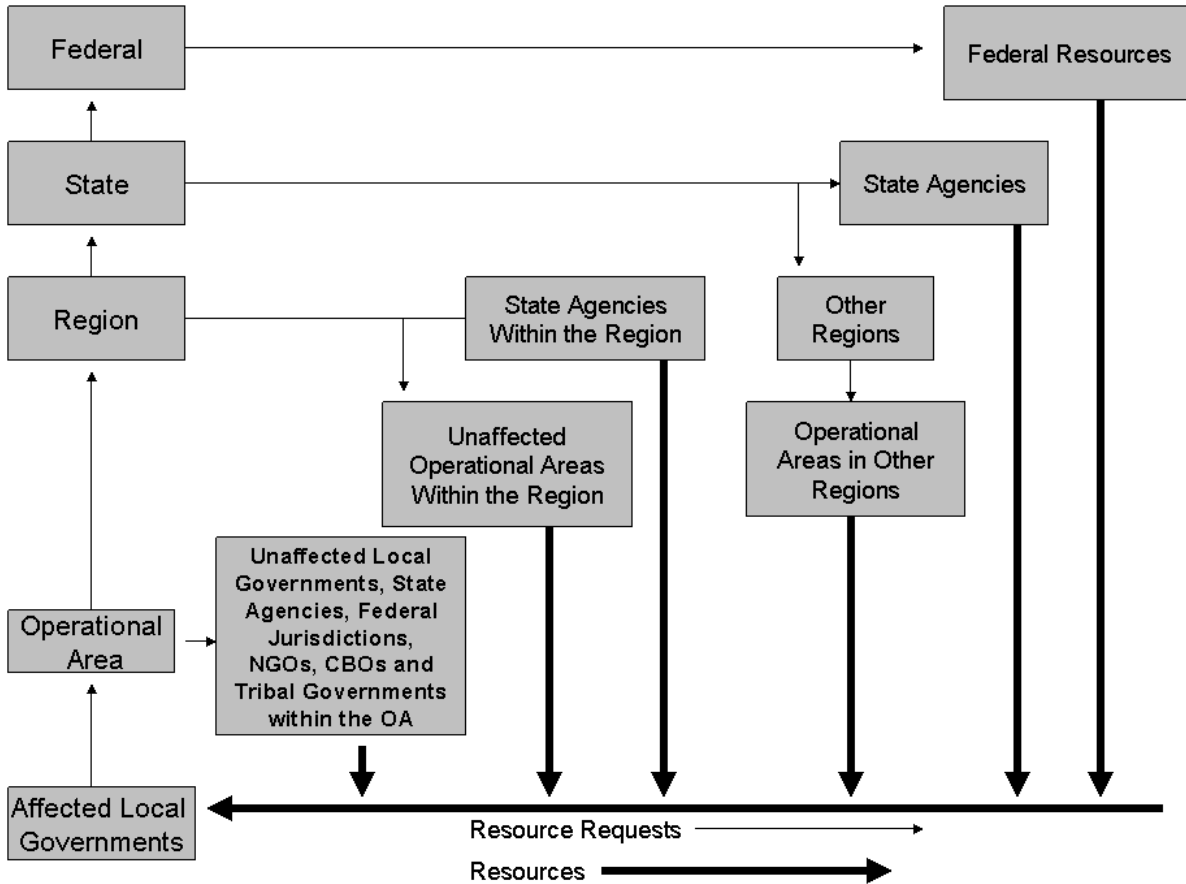 Federal
Federal Resources
State
State Agencies
Region
State Agencies
Within the Region
Other
Regions
Unaffected
Operational Areas
Within the Region
Operational
Areas in Other
Regions
Operational
Area
Unaffected Local
Governments, State
Agencies, Federal
Jurisdictions,
NGOs, CBOs and
Tribal Governments
within the OA
Affected Local
Governments
Resource Requests
Resources